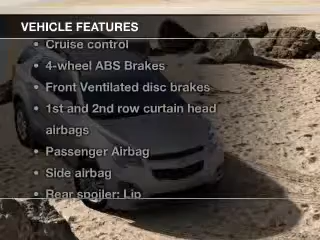 VEHICLE FEATURES
• Cruise control
• 4-wheel ABS Brakes
• Front Ventilated disc brakes
• 1st and 2nd row curtain head
airbags
• Passenger Airbag
• Side airbag
• Rear spoiler: Lip